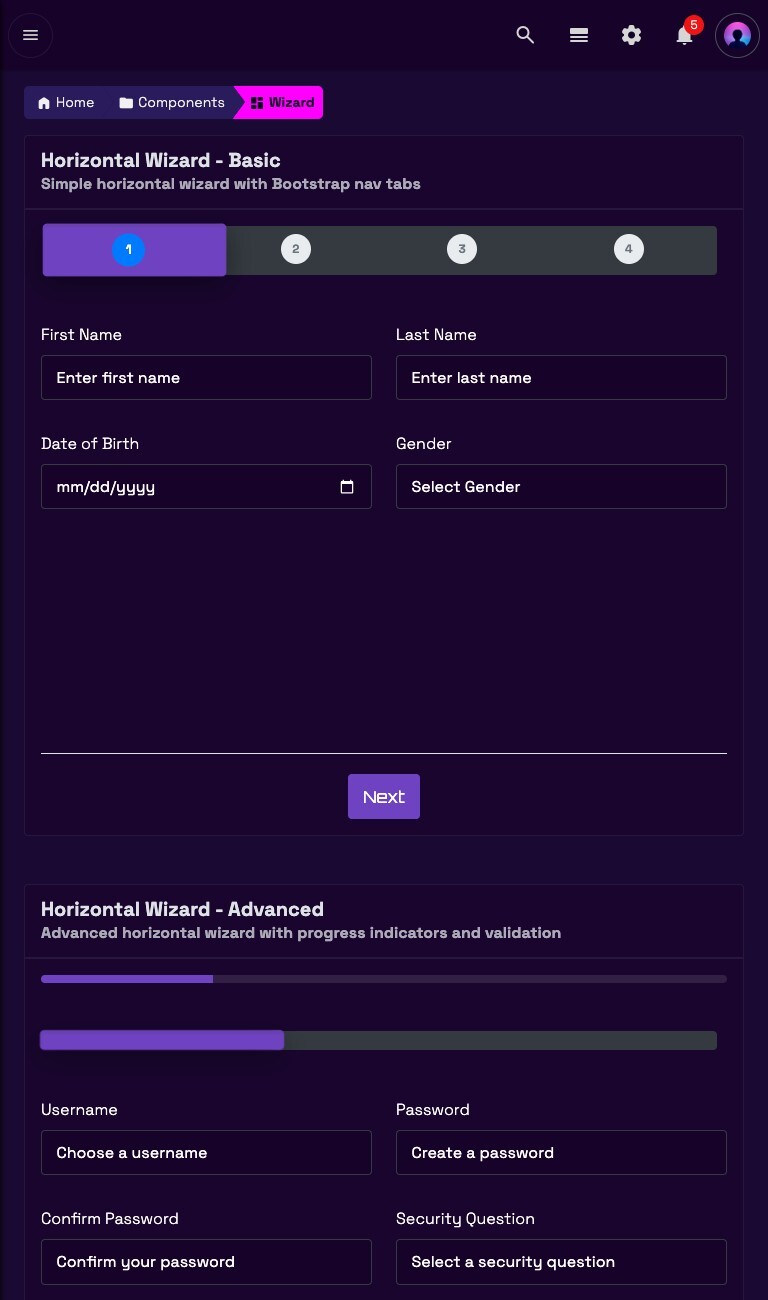 5
Home Components Wizard
Horizontal Wizard - Basic
Simple horizontal wizard with Bootstrap nav tabs
1 2 3 4
First Name Last Name
Enter first name Enter last name
Date of Birth Gender
mm/dd/yyyy Select Gender
Next
Horizontal Wizard - Advanced
Advanced horizontal wizard with progress indicators and validation
Username Password
Choose a username Create a password
Confirm Password Security Question
Confirm your password Select a security question